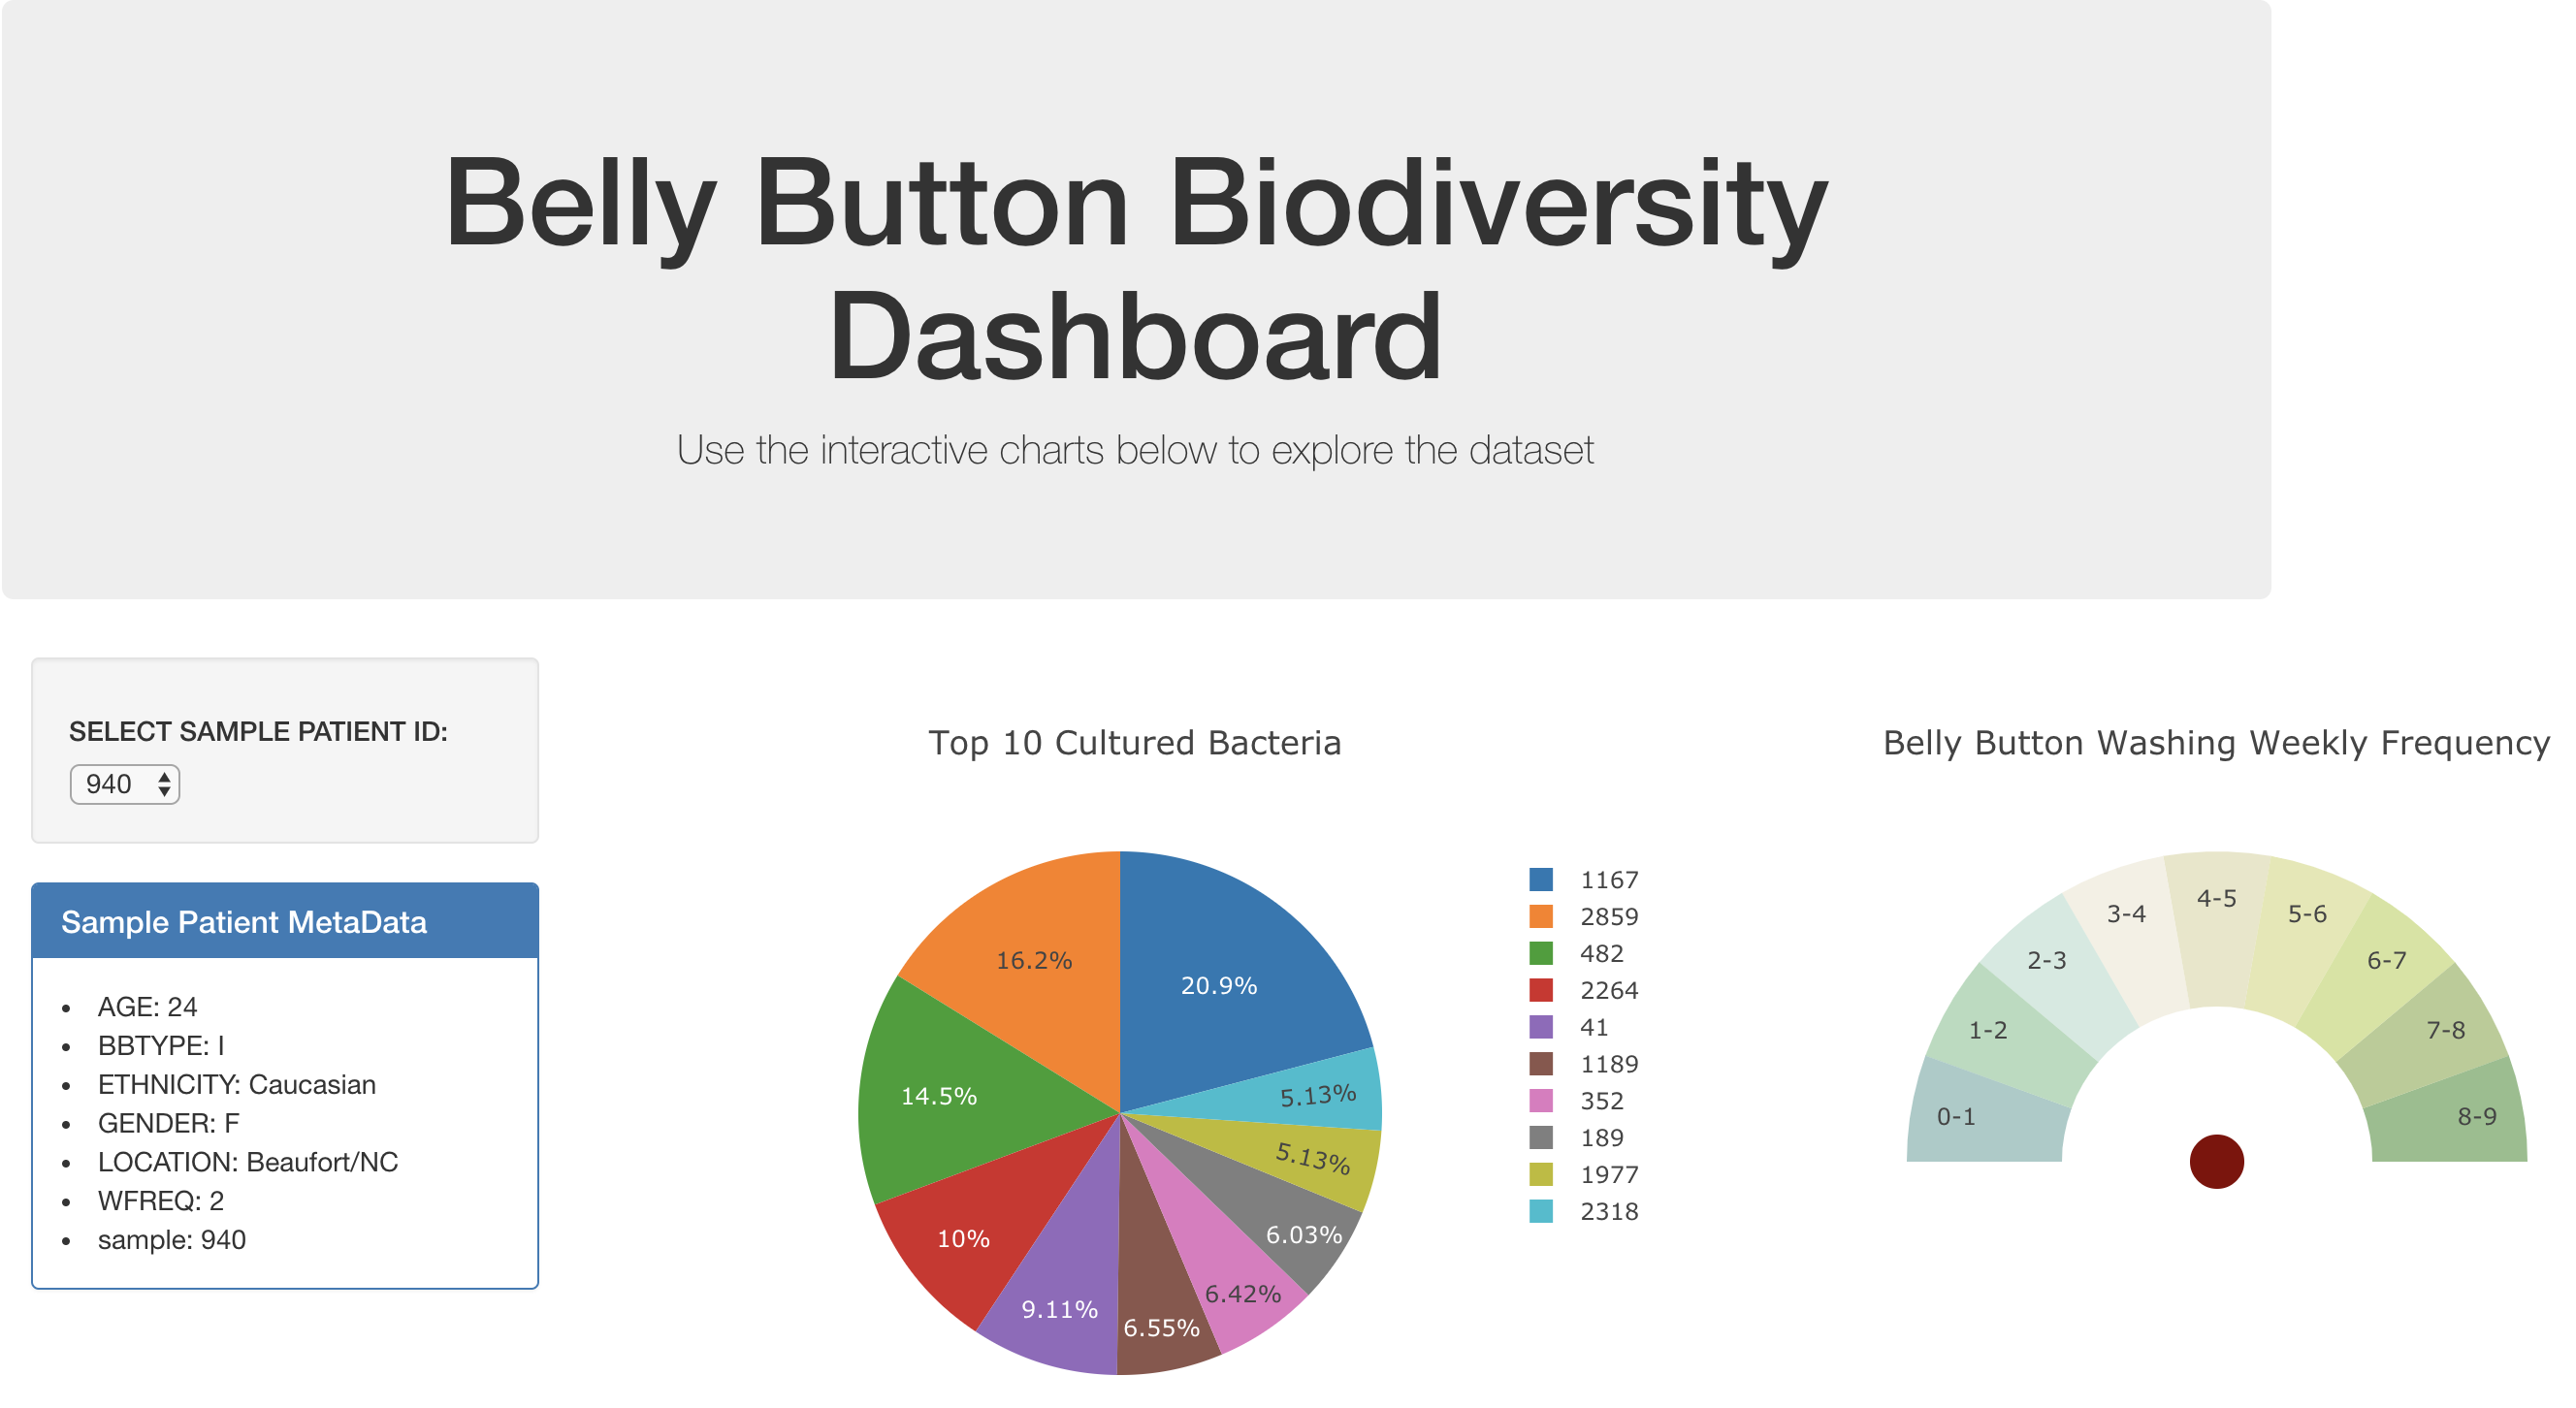 Belly Button Biodiversity
Dashboard
Use the interactive charts below to explore the dataset
SELECT SAMPLE PATIENT ID:
940
Sample Patient MetaData
AGE: 24
BBTYPE: I
ETHNICITY: Caucasian
GENDER: F
LOCATION: Beaufort/NC
WFREQ: 2
sample: 940
Top 10 Cultured Bacteria
20.9%
16.2%
14.5%
10%
9.11%
6.55%
6.42%
6.03%
5.13%
5.13%
1167
2859
482
2264
41
1189
352
189
1977
2318
Belly Button Washing Weekly Frequency
0-1
1-2
2-3
3-4
4-5
5-6
6-7
7-8
8-9